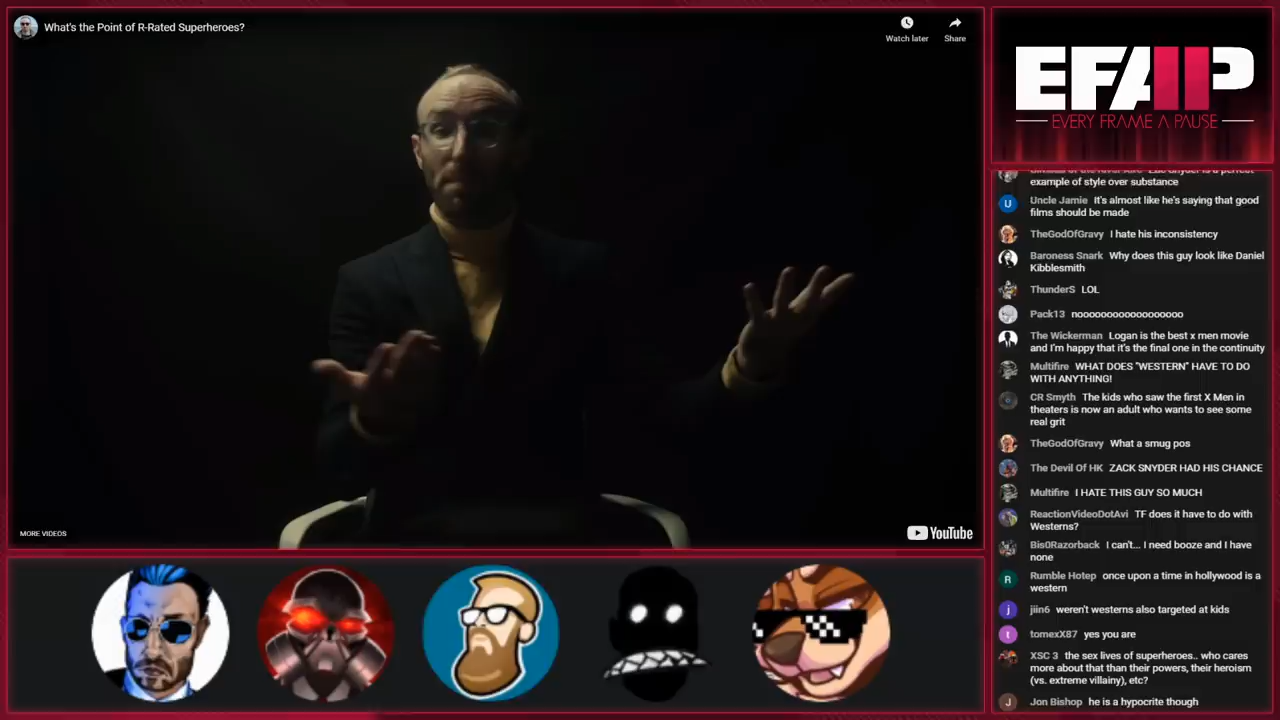 What's the Point of R-Rated Superheroes?
Watch later
Share
MORE VIDEOS
YouTube
EFAP
EVERY FRAME A PAUSE
example of style over substance
Uncle Jamie It's almost like he's saying that good
films should be made
TheGodOfGravy I hate his inconsistency
Baroness Snark Why does this guy look like Daniel
Kibblesmith
ThunderS LOL
Pack13 noooooooooooooooooo
The Wickerman Logan is the best x men movie
and I'm happy that it's the final one in the continuity
Multifire WHAT DOES "WESTERN" HAVE TO DO
WITH ANYTHING!
CR Smyth The kids who saw the first X Men in
theaters is now an adult who wants to see some
real grit
TheGodOfGravy What a smug pos
The Devil Of HK ZACK SNYDER HAD HIS CHANCE
Multifire I HATE THIS GUY SO MUCH
ReactionVideoDotAvi TF does it have to do with
Westerns?
Bis0Razorback I can't... I need booze and I have
none
Rumble Hotep once upon a time in hollywood is a
western
jiin6 weren't westerns also targeted at kids
tomexX87 yes you are
XSC 3 the sex lives of superheroes.. who cares
more about that than their powers, their heroism
(vs. extreme villainy), etc?
Jon Bishop he is a hypocrite though